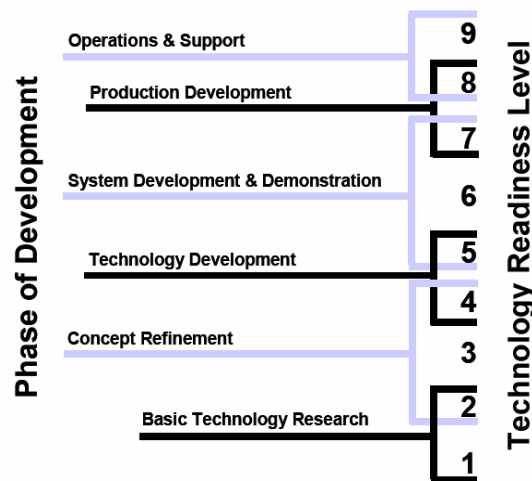 Phase of Development
Operations & Support
Production Development
System Development & Demonstration
Technology Development
Concept Refinement
Basic Technology Research
9
8
7
6
5
4
3
2
1
Technology Readiness Level